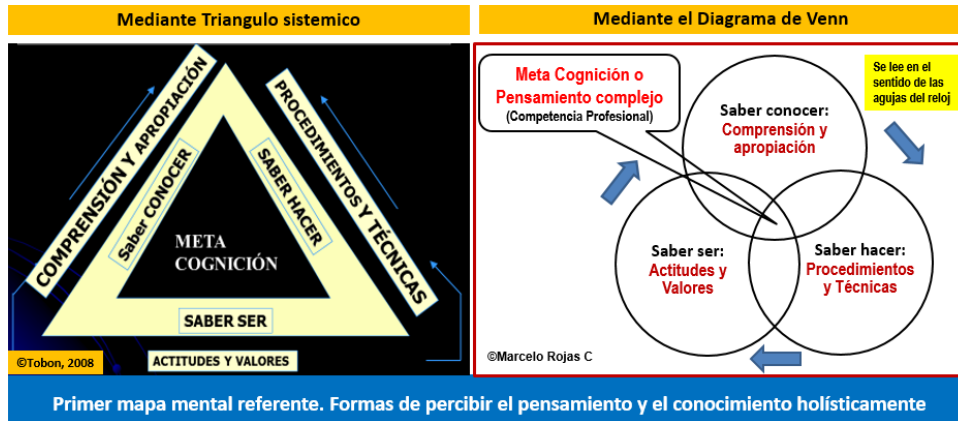 Mediante Triangulo sistemico
COMPRENSIÓN Y APROPIACIÓN
Saber CONOCER
PROCEDIMIENTOS Y TÉCNICAS
SABER HACER
META
COGNICIÓN
SABER SER
©Tobon, 2008
ACTITUDES Y VALORES
Mediante el Diagrama de Venn
Meta Cognición o
Pensamiento complejo
(Competencia Profesional)
Se lee en el
sentido de las
agujas del reloj
Saber conocer:
Comprensión y
apropiación
Saber ser:
Actitudes y
Valores
Saber hacer:
Procedimientos
y Técnicas
©Marcelo Rojas C
Primer mapa mental referente. Formas de percibir el pensamiento y el conocimiento holísticamente